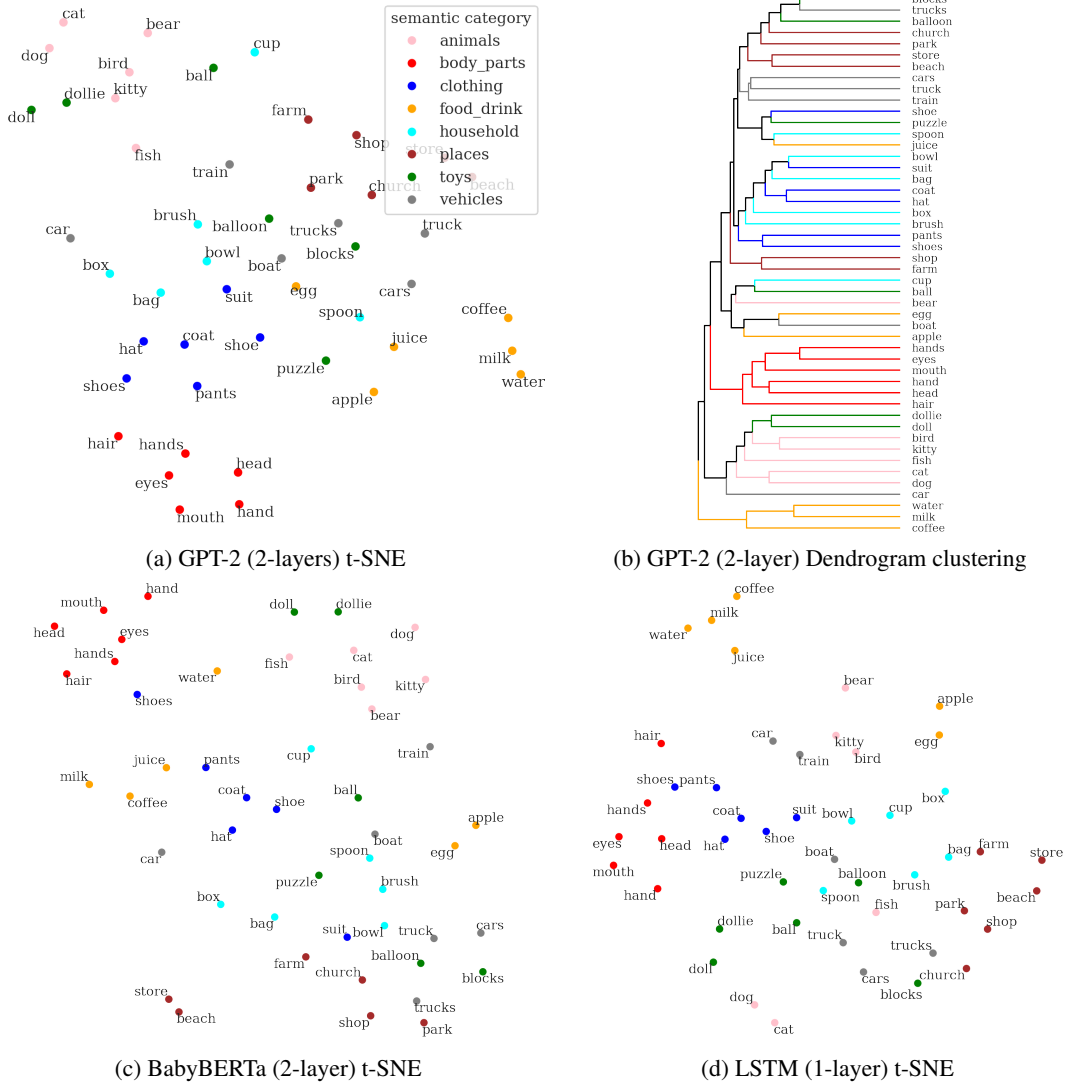 cat
bear
semantic category
animals
body_parts
clothing
food_drink
household
places
toys
vehicles
cup
dog
bird
ball
dollie
kitty
doll
farm
fish
shop
store
train
park
church
beach
brush
balloon
trucks
truck
car
bowl
blocks
box
boat
bag
suit
egg
cars
spoon
coffee
coat
hat
shoe
juice
milk
puzzle
shoes
pants
apple
water
hair
hands
head
eyes
mouth
hand
(a) GPT-2 (2-layers) t-SNE
blocks
trucks
balloon
church
park
store
beach
cars
truck
train
shoe
puzzle
spoon
juice
bowl
suit
bag
coat
hat
box
brush
pants
shoes
shop
farm
cup
ball
bear
egg
boat
apple
hands
eyes
mouth
hand
head
hair
dollie
doll
bird
kitty
fish
cat
dog
car
water
milk
coffee
(b) GPT-2 (2-layer) Dendrogram clustering
hand
mouth
doll
dollie
head
eyes
dog
hands
fish
cat
hair
water
bird
kitty
shoes
bear
cup
train
juice
pants
milk
coat
shoe
ball
coffee
apple
hat
boat
car
spoon
egg
puzzle
brush
box
bag
suit
bowl
truck
cars
farm
church
balloon
blocks
store
beach
shop
trucks
park
(c) BabyBERTa (2-layer) t-SNE
coffee
milk
water
juice
bear
apple
hair
car
kitty
egg
train
bird
shoes
pants
box
hands
coat
suit
bowl
cup
eyes
head
hat
shoe
boat
bag
farm
store
mouth
puzzle
balloon
brush
hand
spoon
beach
dollie
fish
park
ball
shop
truck
trucks
doll
cars
church
blocks
dog
cat
(d) LSTM (1-layer) t-SNE